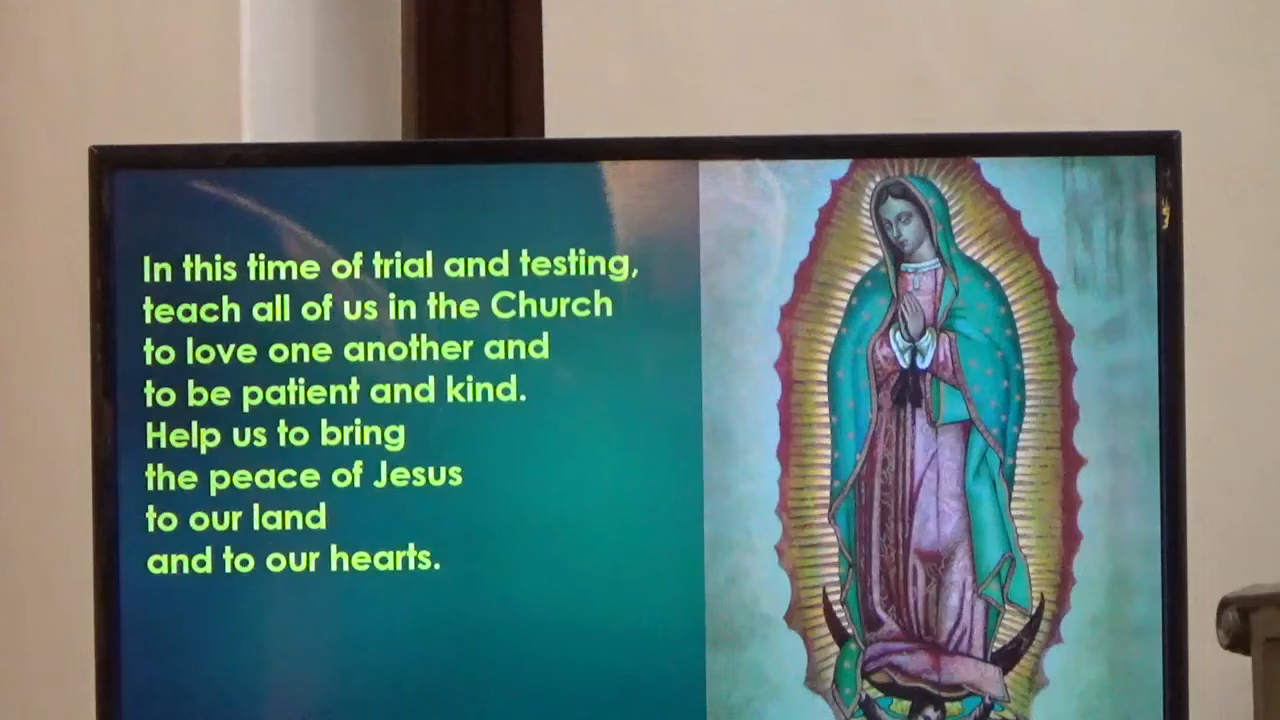 In this time of trial and testing,
teach all of us in the Church
to love one another and
to be patient and kind.
Help us to bring
the peace of Jesus
to our land
and to our hearts.